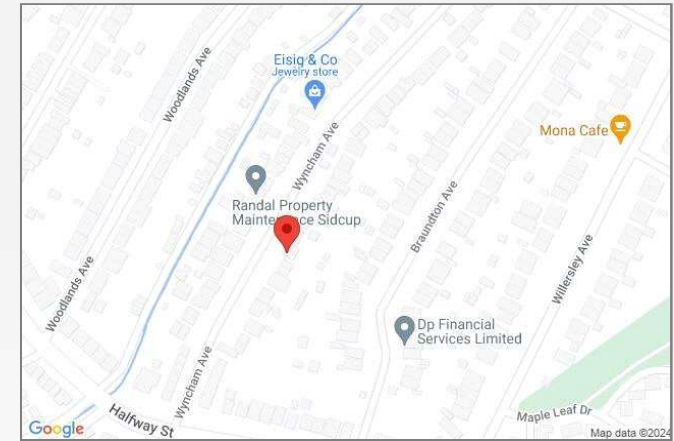 Woodlands Ave
Eisig & Co
Jewelry store
Mona Cafe
Wyncham Ave
Randal Property
Maintenance Sidcup
Braundton Ave
Willersley Ave
Woodlands Ave
Dp Financial
Services Limited
Wyncham Ave
Halfway St
Maple Leaf Dr
Google
Map data ©2024